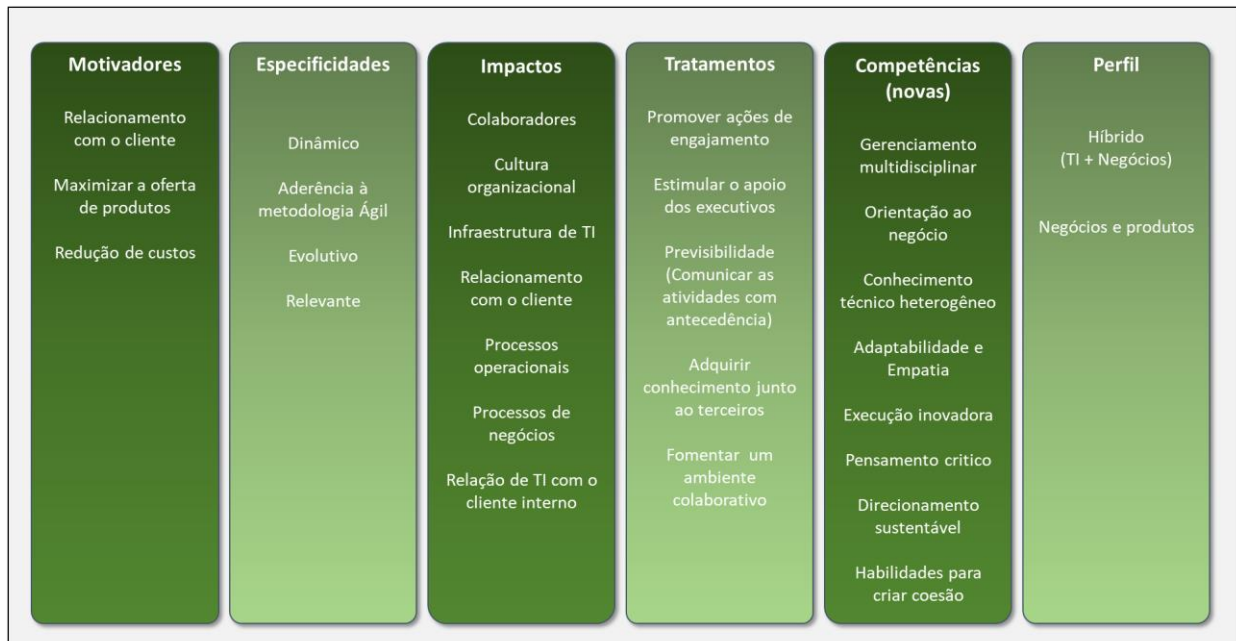 Motivadores
Relacionamento
com o cliente
Maximizar a oferta
de produtos
Redução de custos
Especificidades
Dinâmico
Aderência à
metodologia Ágil
Evolutivo
Relevante
Impactos
Colaboradores
Cultura
organizacional
Infraestrutura de TI
Relacionamento
com o cliente
Processos
operacionais
Processos de
negócios
Relação de TI com o
cliente interno
Tratamentos
Promover ações de
engajamento
Estimular o apoio
dos executivos
Previsibilidade
(Comunicar as
atividades com
antecedência)
Adquirir
conhecimento junto
ao terceiros
Fomentar um
ambiente
colaborativo
Competências
(novas)
Gerenciamento
multidisciplinar
Orientação ao
negócio
Conhecimento
técnico heterogêneo
Adaptabilidade e
Empatia
Execução inovadora
Pensamento critico
Direcionamento
sustentável
Habilidades para
criar coesão
Perfil
Híbrido
(TI + Negócios)
Negócios e produtos